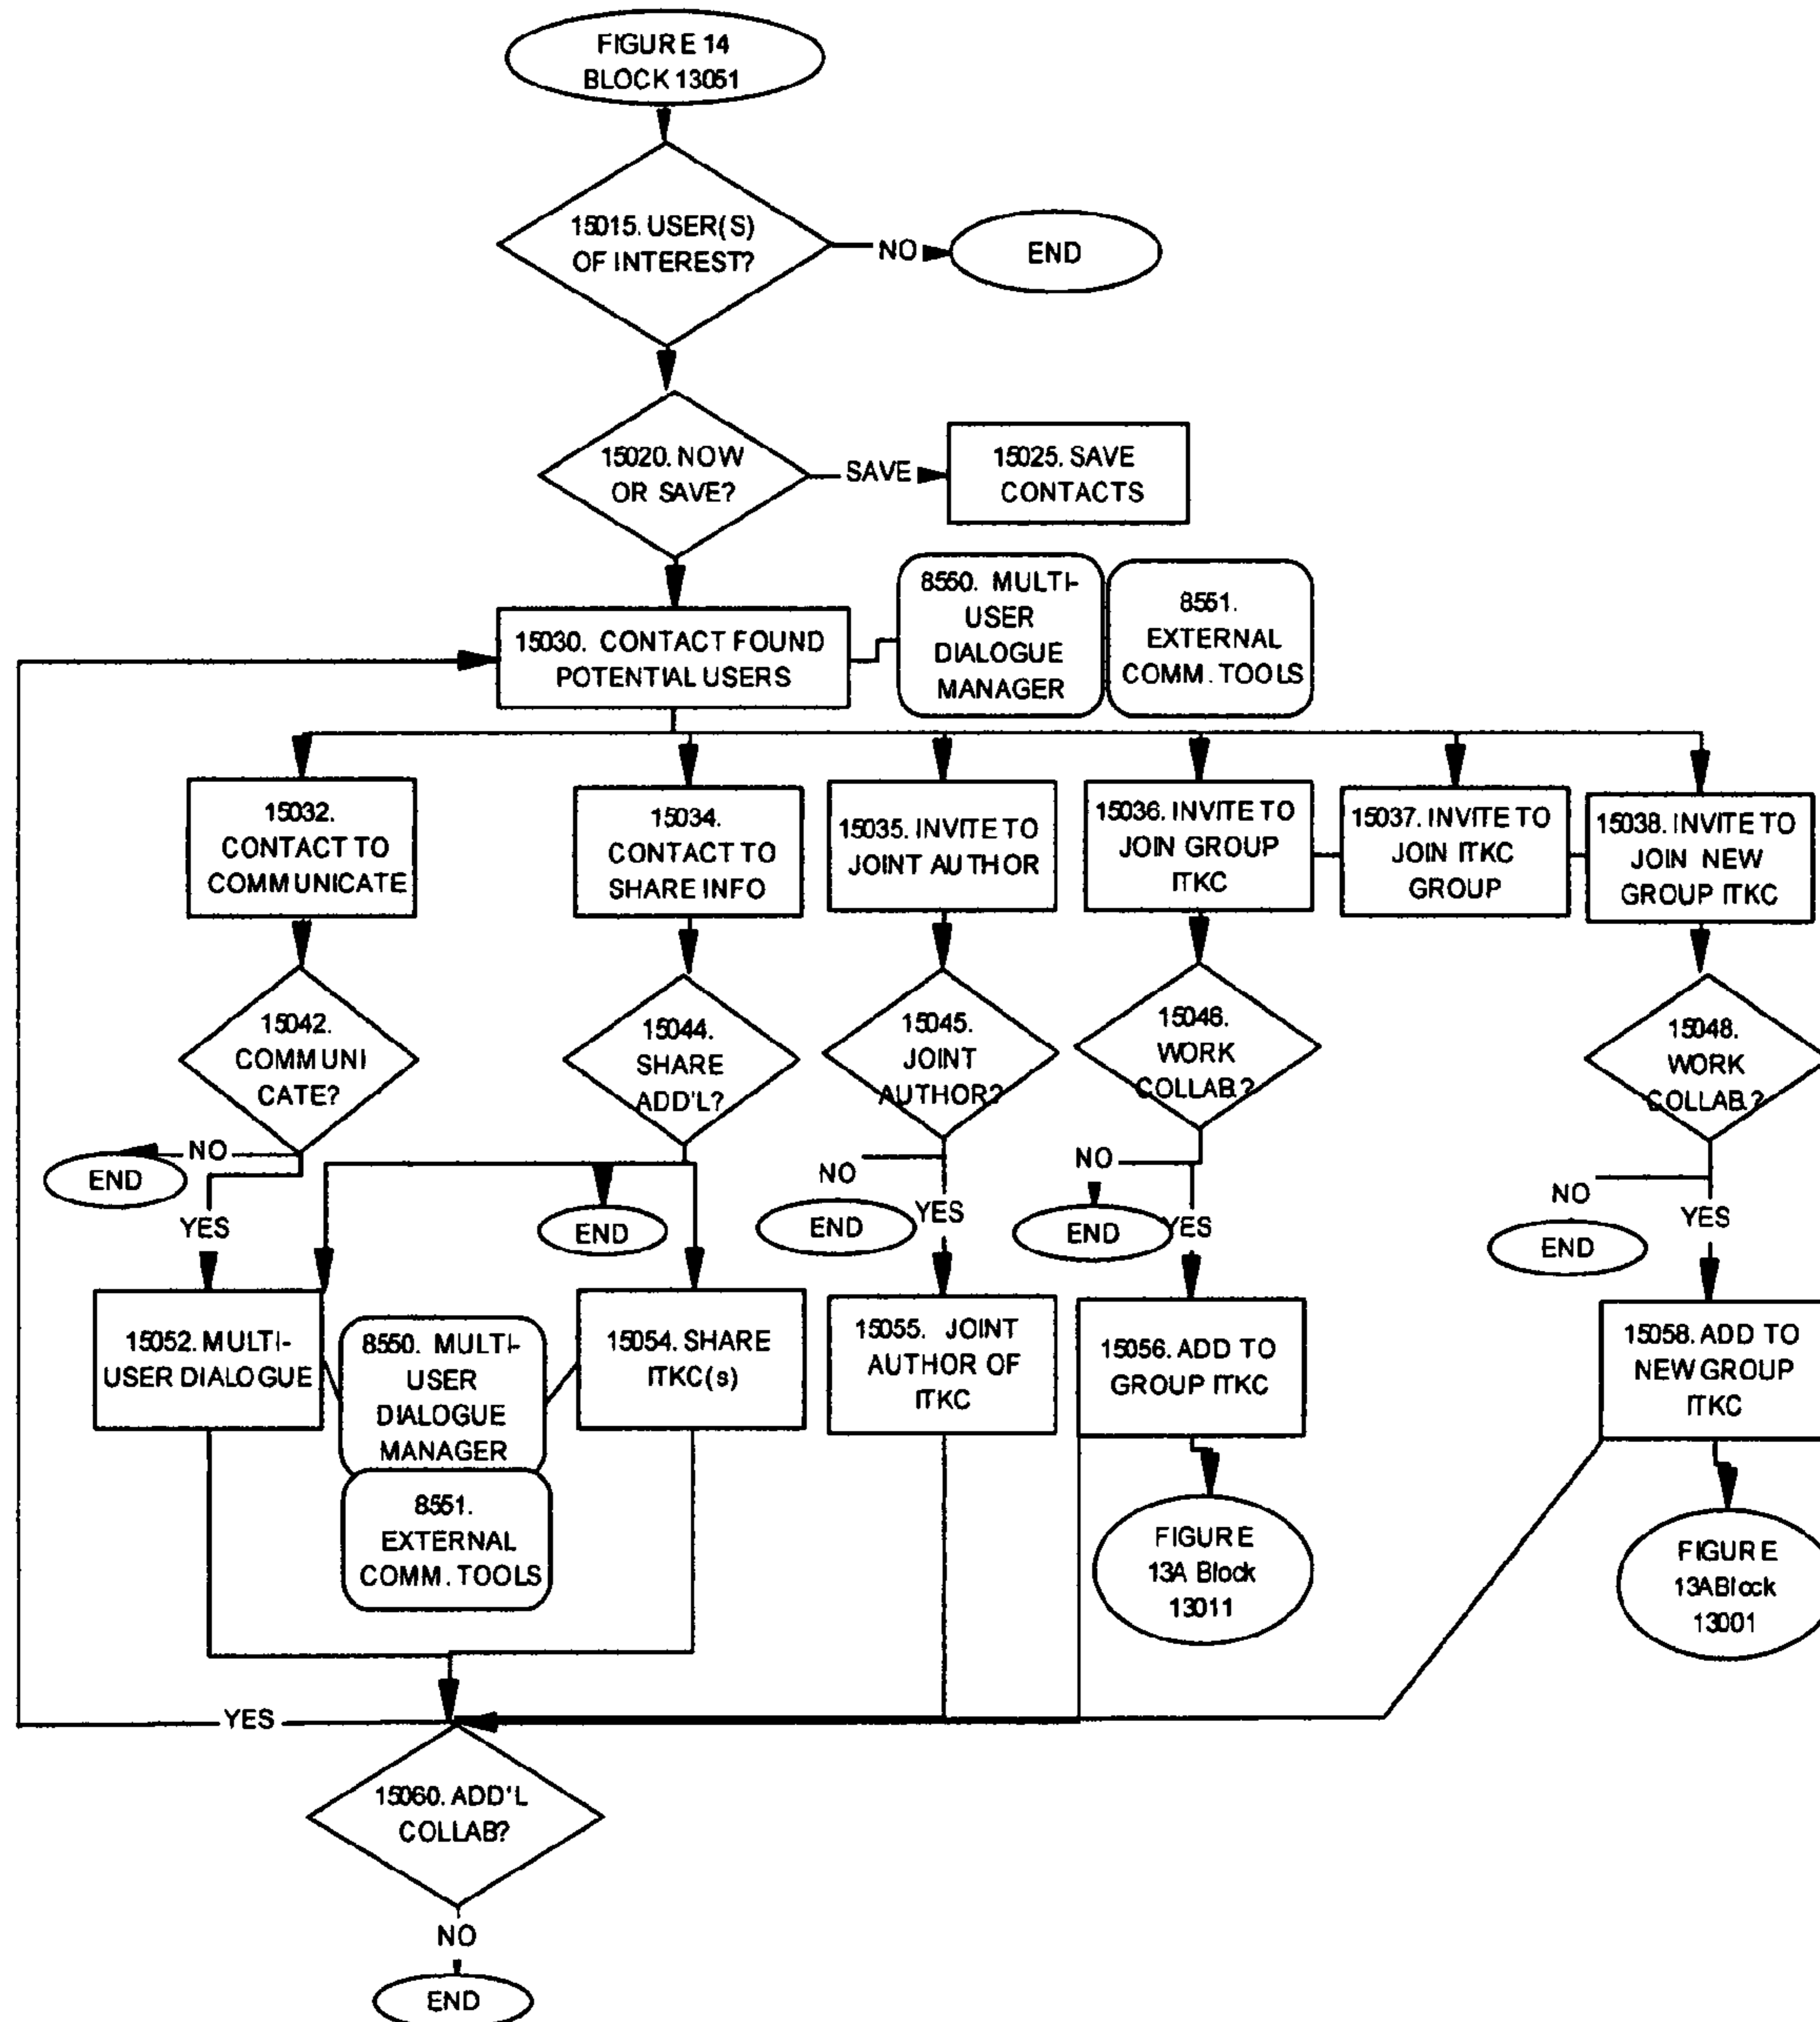 FIGURE 14
BLOCK 13051
15015. USER(S)
OF INTEREST?
NO
END
15020. NOW
OR SAVE?
SAVE
15025. SAVE
CONTACTS
15030. CONTACT FOUND
POTENTIAL USERS
8550. MULTI-
USER
DIALOGUE
MANAGER
8551.
EXTERNAL
COMM. TOOLS
15032.
CONTACT TO
COMMUNICATE
15034.
CONTACT TO
SHARE INFO
15035. INVITE TO
JOINT AUTHOR
15036. INVITE TO
JOIN GROUP
ITKC
15037. INVITE TO
JOIN ITKC
GROUP
15038. INVITE TO
JOIN NEW
GROUP ITKC
15042.
COMMUNI
CATE?
15044.
SHARE
ADD'L?
15045.
JOINT
AUTHOR?
15046.
WORK
COLLAB.?
15048.
WORK
COLLAB.?
NO
END
YES
END
NO
END
YES
NO
END
YES
NO
END
YES
15052. MULTI-
USER DIALOGUE
8550. MULTI-
USER
DIALOGUE
MANAGER
8551.
EXTERNAL
COMM. TOOLS
15054. SHARE
ITKC(s)
15055. JOINT
AUTHOR OF
ITKC
15056. ADD TO
GROUP ITKC
15058. ADD TO
NEW GROUP
ITKC
FIGURE
13A Block
13011
FIGURE
13A Block
13001
YES
15060. ADD'L
COLLAB?
NO
END